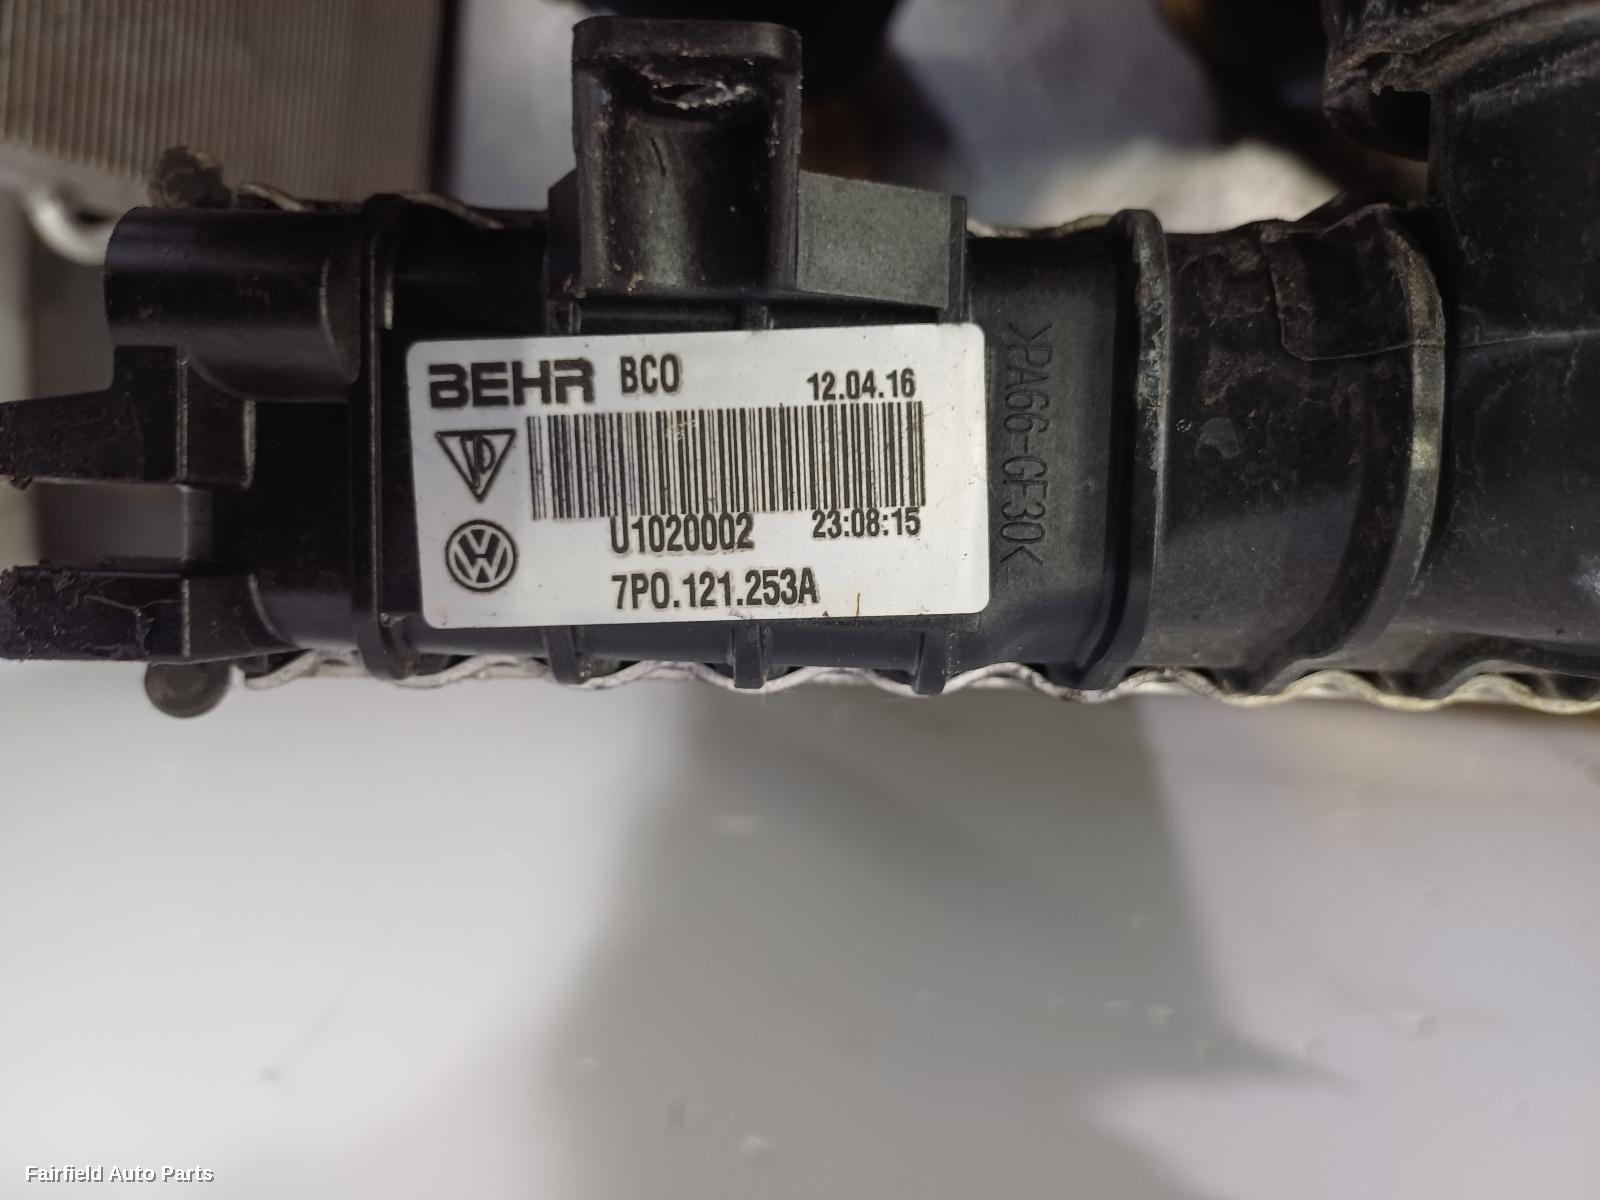 BEHR BCO 12.04.16
U1020002 23:08:15
7P0.121.253A
>PA66-GF30<
Fairfield Auto Parts